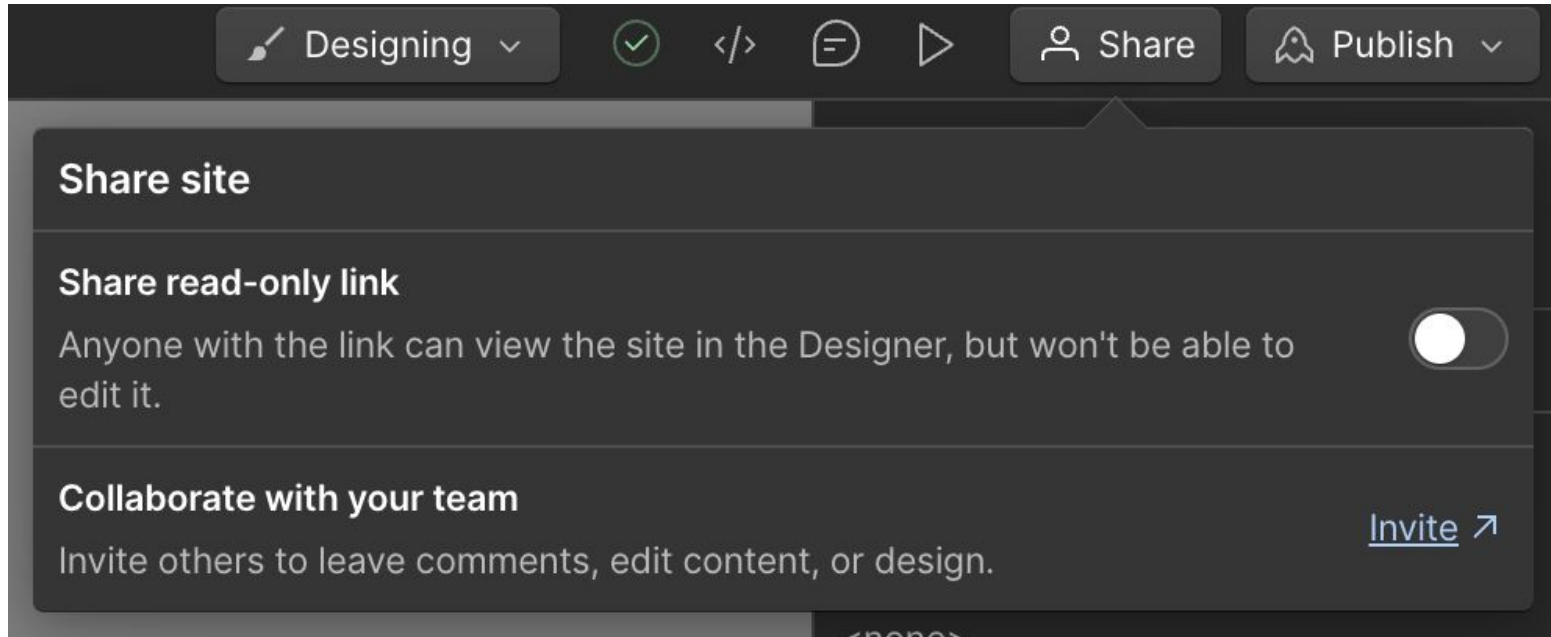 Designing
Share
Publish
Share site
Share read-only link
Anyone with the link can view the site in the Designer, but won't be able to
edit it.
Collaborate with your team
Invite
Invite others to leave comments, edit content, or design.
<none>